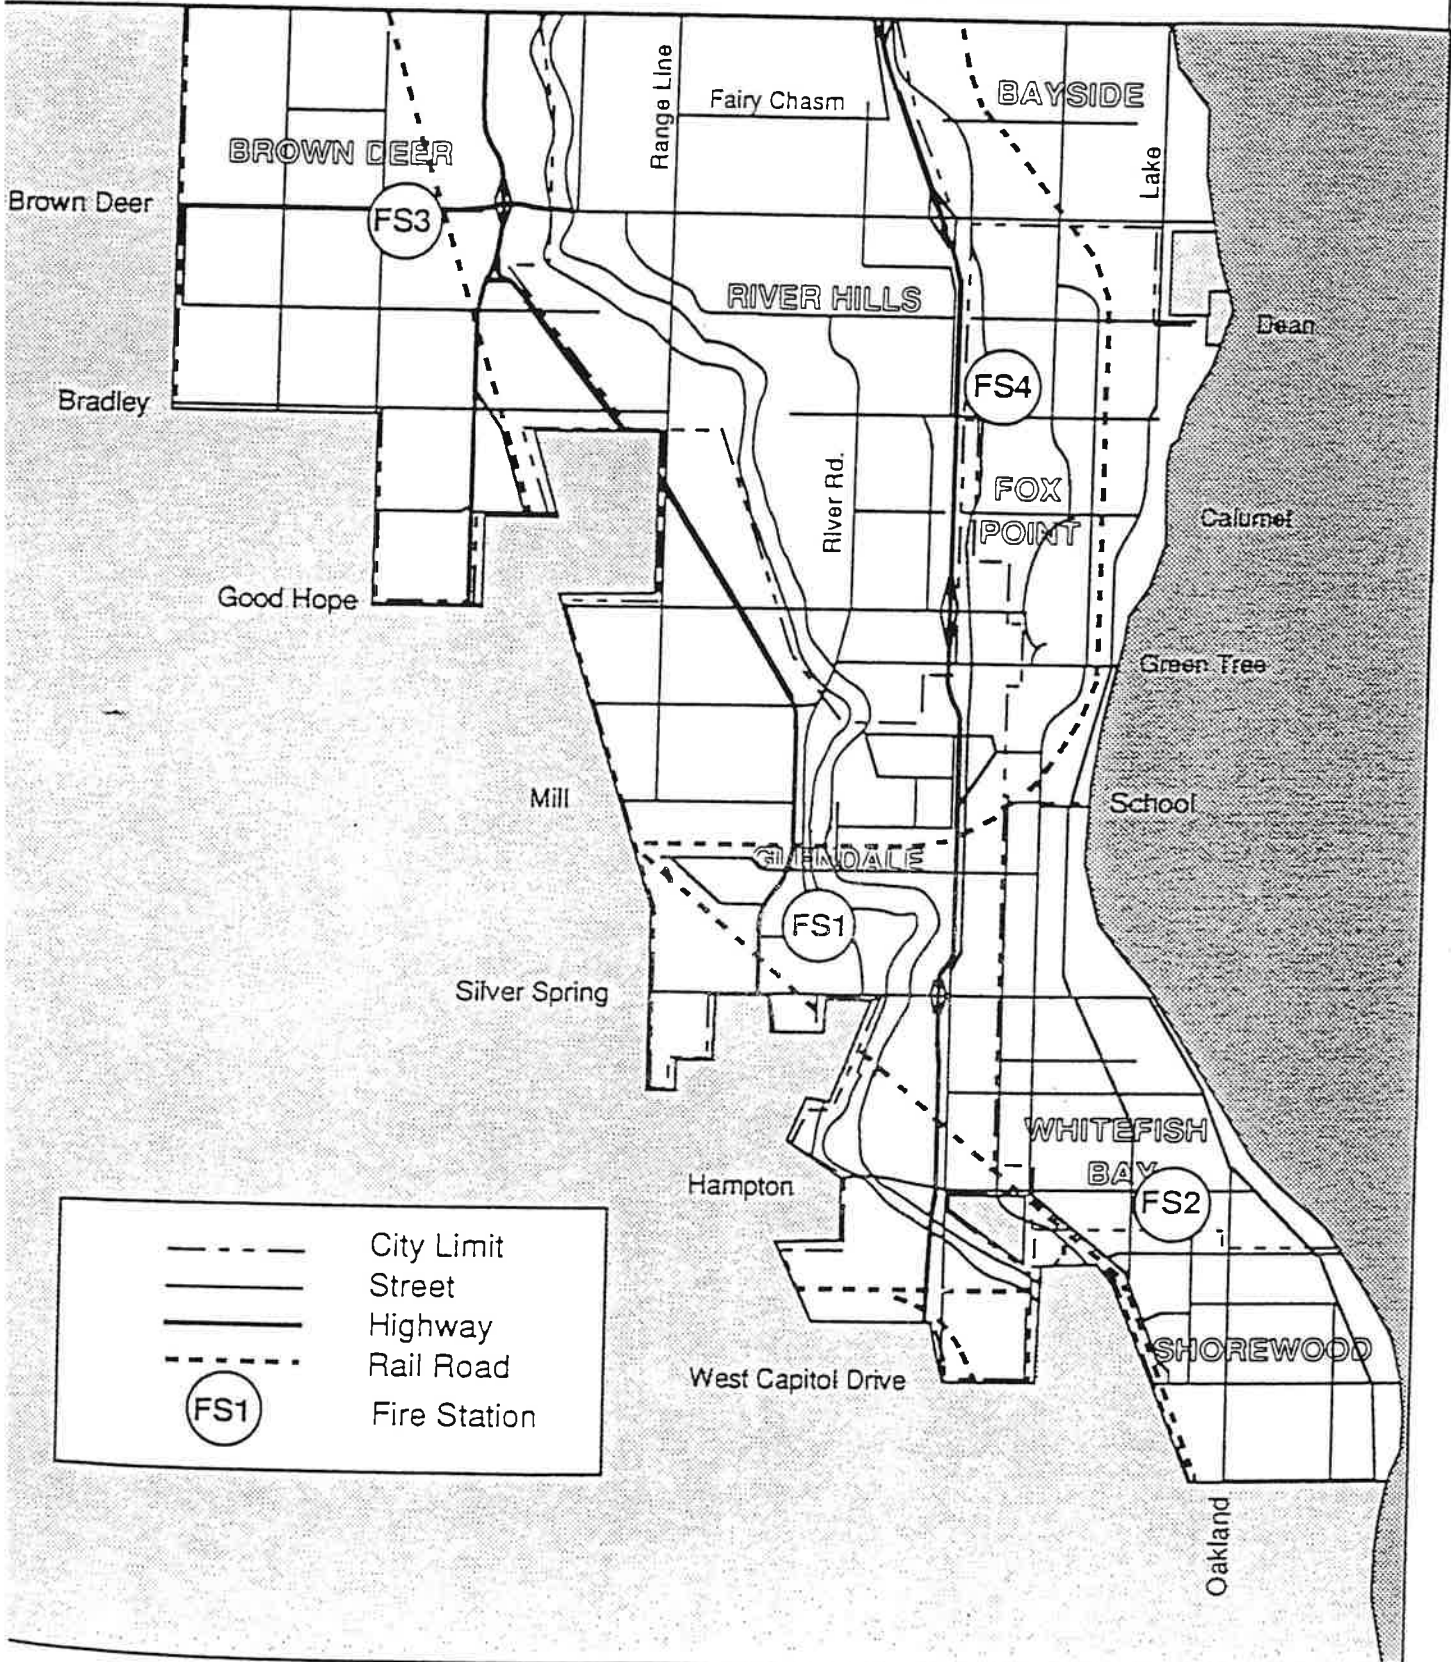 BAYSIDE
Fairy Chasm
Range Line
BROWN DEER
Lake
Brown Deer
FS3
RIVER HILLS
Dean
FS4
Bradley
FOX
POINT
River Rd.
Calumet
Good Hope
Green Tree
Mill
School
GLENDALE
FS1
Silver Spring
WHITEFISH
BAY
Hampton
FS2
City Limit
Street
Highway
Rail Road
FS1
Fire Station
SHOREWOOD
West Capitol Drive
Oakland